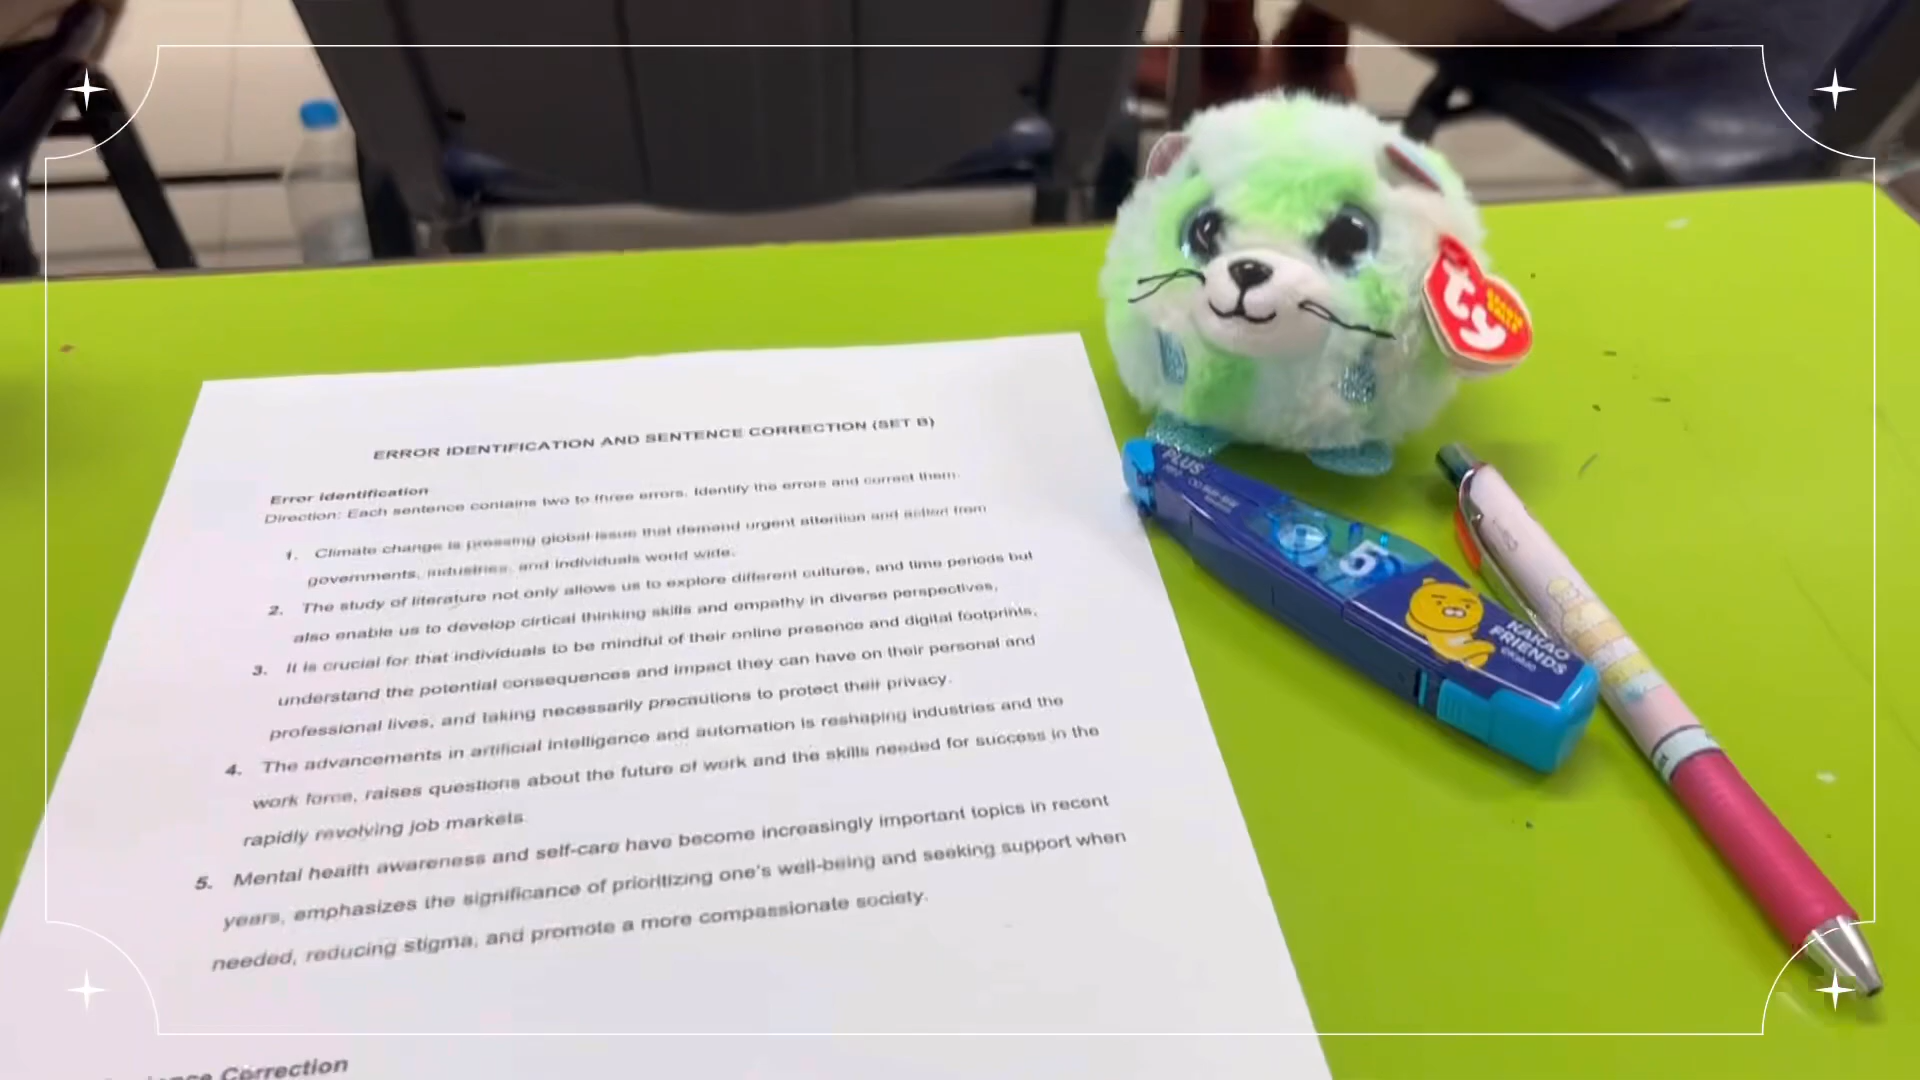 ERROR IDENTIFICATION AND SENTENCE CORRECTION (SET B)
Error identification
Direction: Each sentence contains two to three errors. Identify the errors and correct them.
1. Climate change is pressing global issue that demand urgent attention and action from
governments, industries, and individuals world wide.
2. The study of literature not only allows us to explore different cultures, and time periods but
also enable us to develop cirtical thinking skills and empathy in diverse perspectives,
3. It is crucial for that individuals to be mindful of their online presence and digital footprints,
understand the potential consequences and impact they can have on their personal and
professional lives, and taking necessarily precautions to protect their privacy.
4. The advancements in artificial intelligence and automation is reshaping industries and the
work force, raises questions about the future of work and the skills needed for success in the
rapidly revolving job markets.
5. Mental health awareness and self-care have become increasingly important topics in recent
years, emphasizes the significance of prioritizing one's well-being and seeking support when
needed, reducing stigma, and promote a more compassionate society.
Correction
ty
PLUS
5
KAKAO
FRIENDS